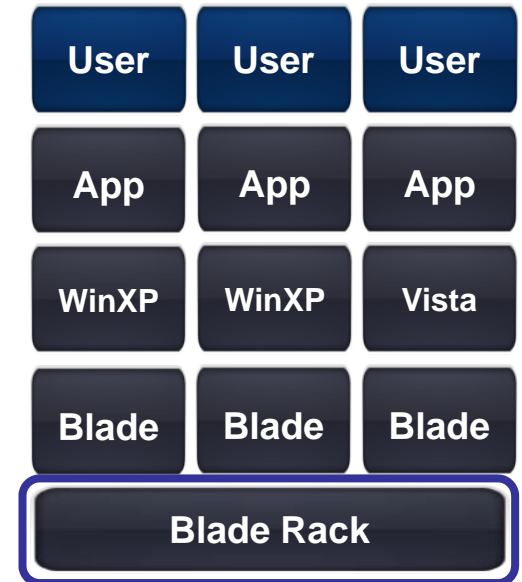 User User User
App App App
WinXP WinXP Vista
Blade Blade Blade
Blade Rack